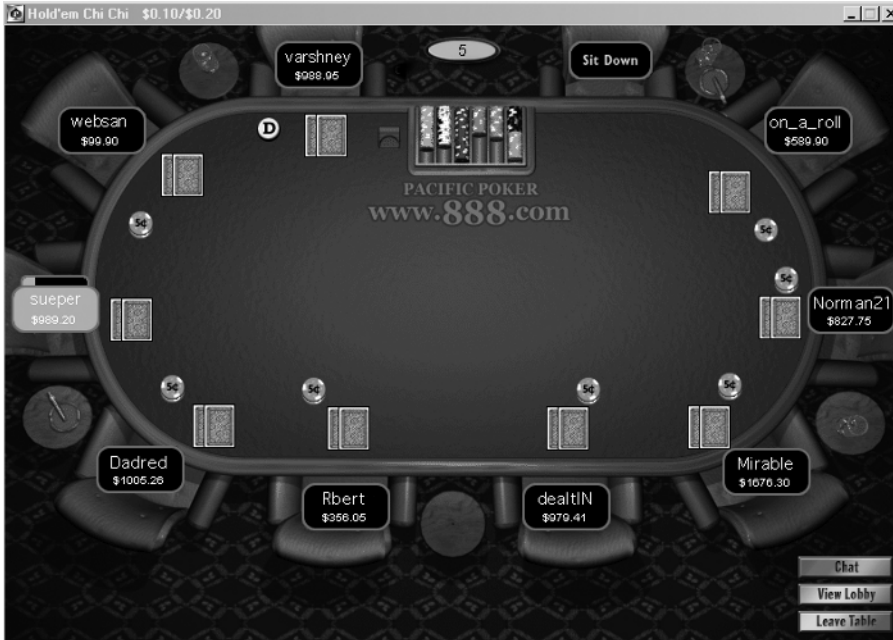 Hold'em Chi Chi $0.10/$0.20
varshney
$988.95
5
Sit Down
websan
$99.90
D
on_a_roll
$589.90
PACIFIC POKER
www.888.com
5¢
5¢
5¢
sueper
$989.20
Norman21
$827.75
5¢
5¢
5¢
5¢
Dadred
$1005.26
Mirable
$1676.30
Rbert
$356.05
dealtIN
$979.41
Chat
View Lobby
Leave Table